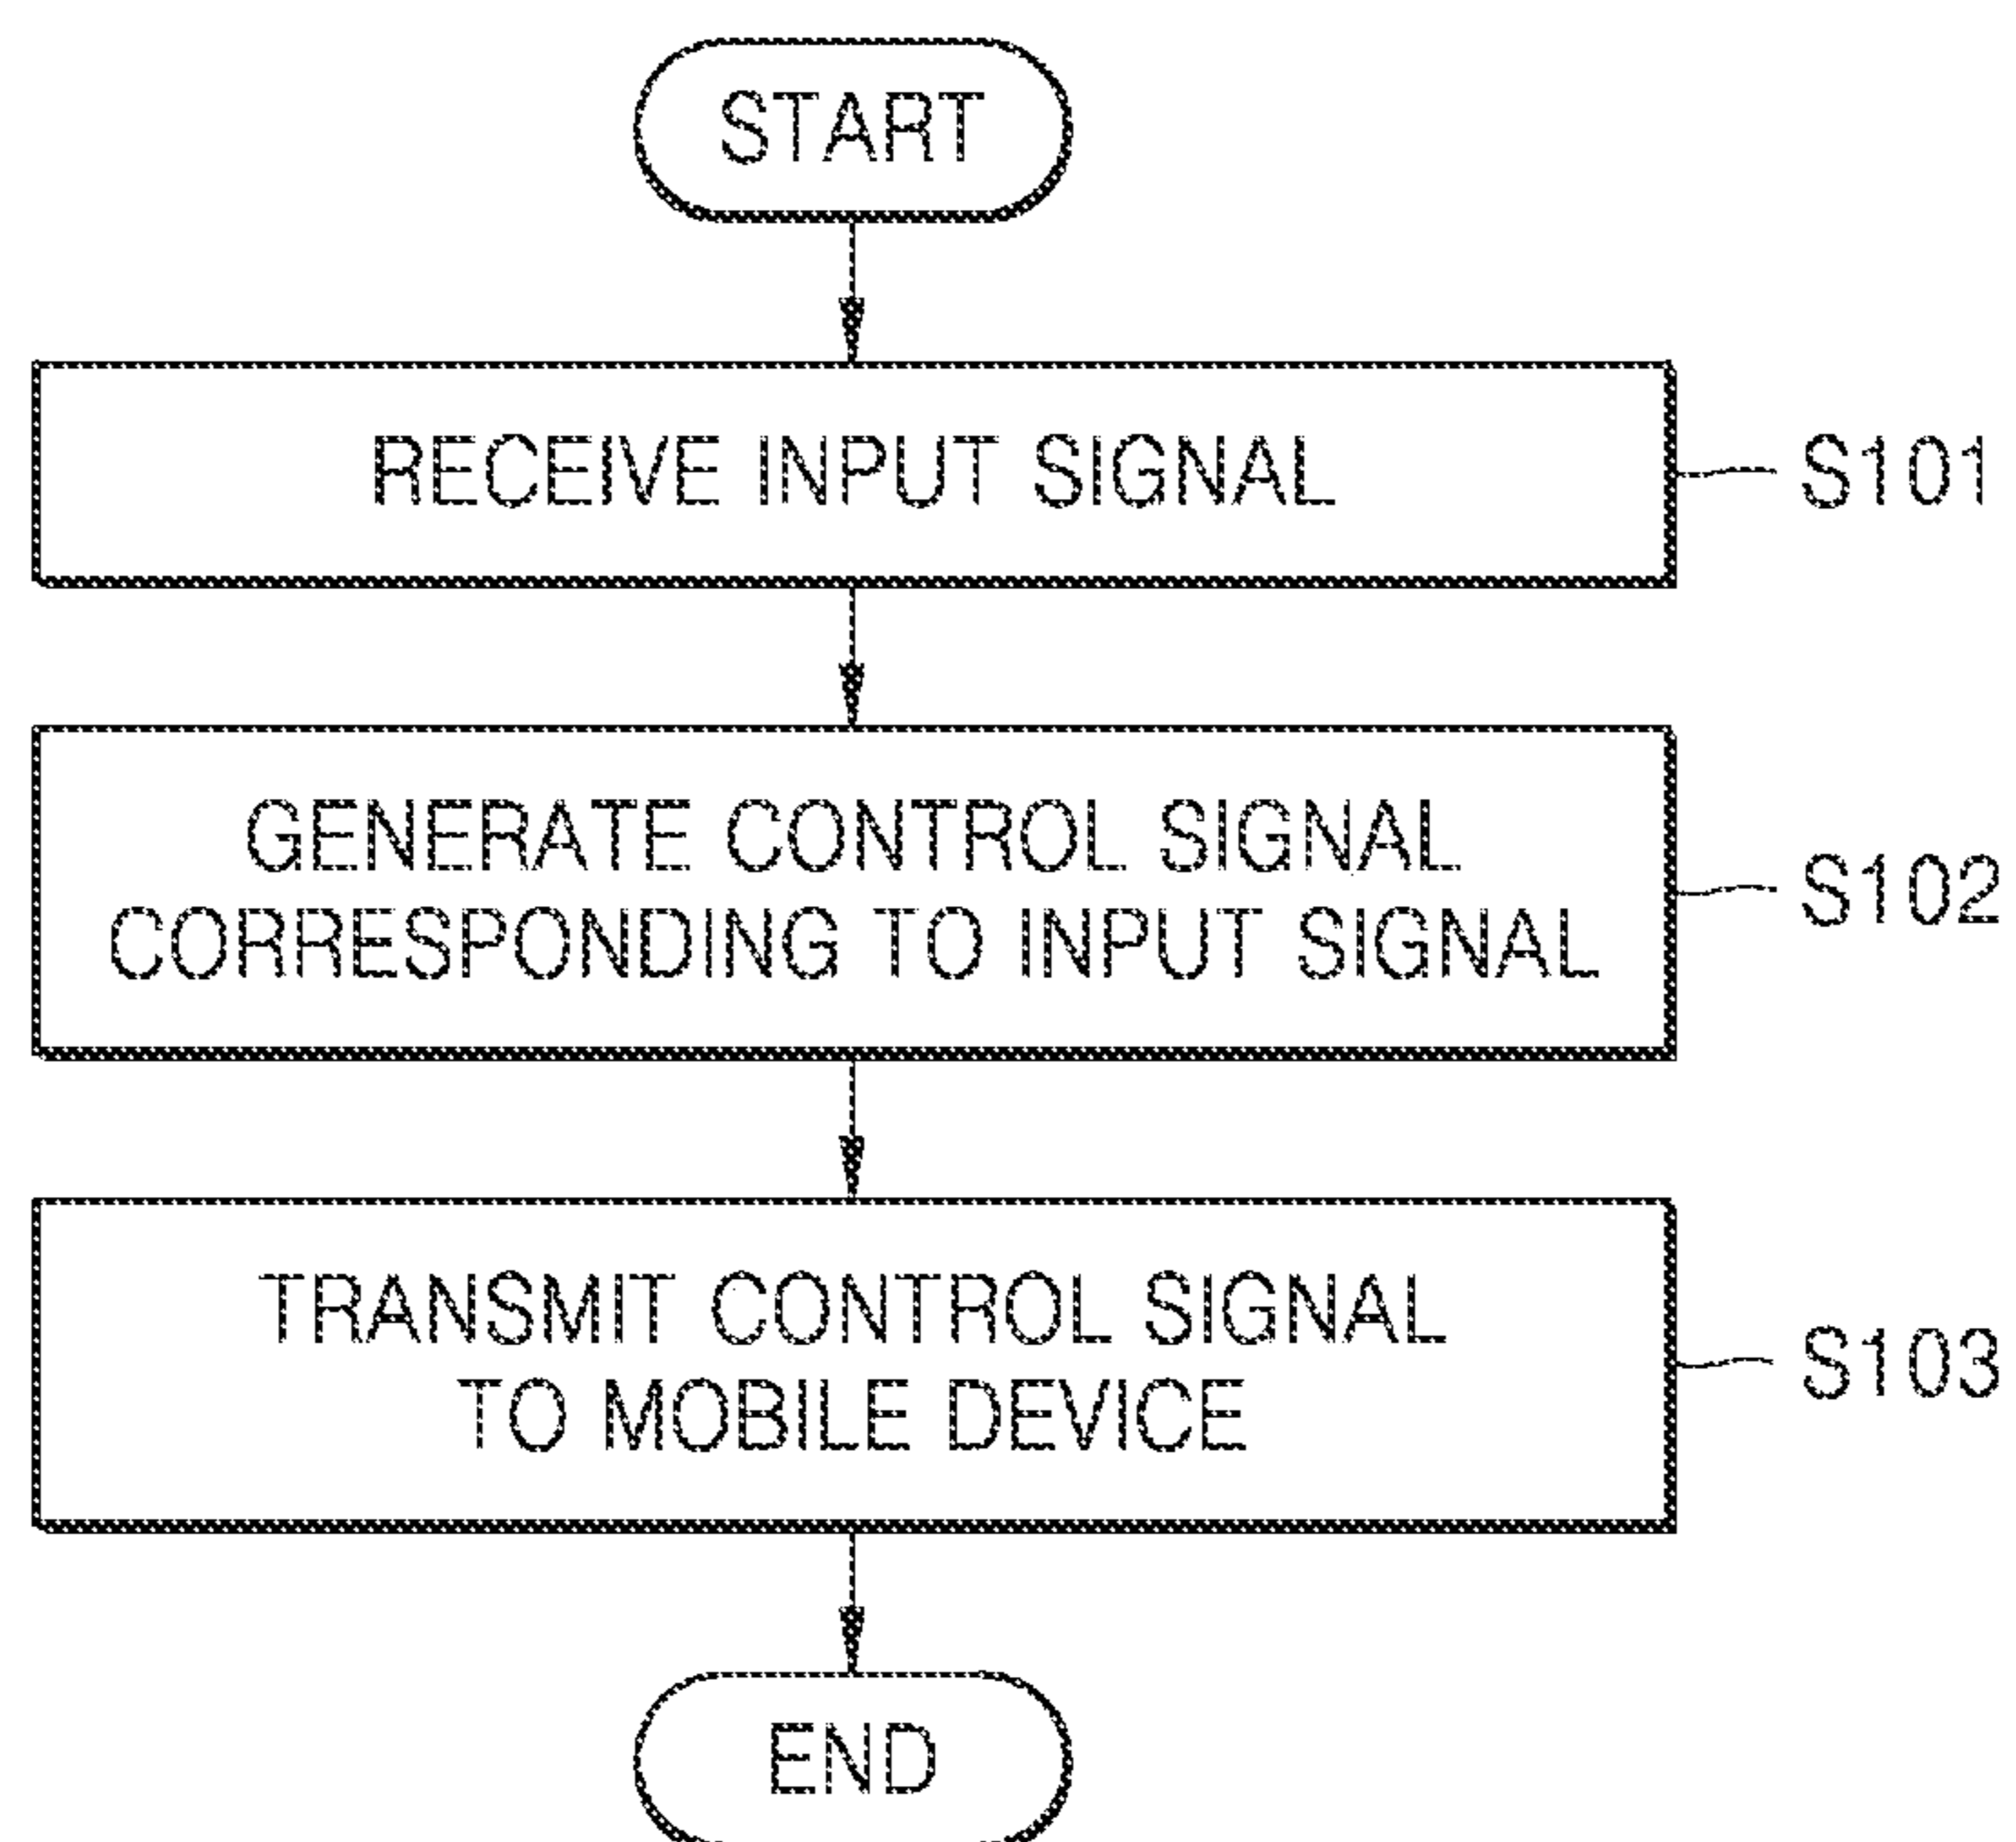 START
RECEIVE INPUT SIGNAL
S101
GENERATE CONTROL SIGNAL
CORRESPONDING TO INPUT SIGNAL
S102
TRANSMIT CONTROL SIGNAL
TO MOBILE DEVICE
S103
END